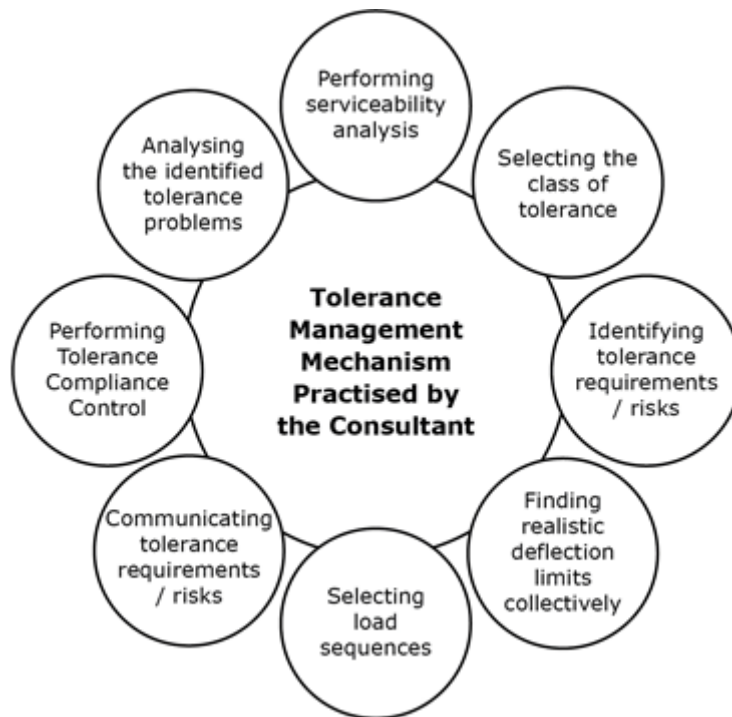 Performing
serviceability
analysis
Selecting the
class of
tolerance
Identifying
tolerance
requirements
/ risks
Finding
realistic
deflection
limits
collectively
Selecting
load
sequences
Communicating
tolerance
requirements
/ risks
Performing
Tolerance
Compliance
Control
Analysing
the identified
tolerance
problems
Tolerance
Management
Mechanism
Practised by
the Consultant